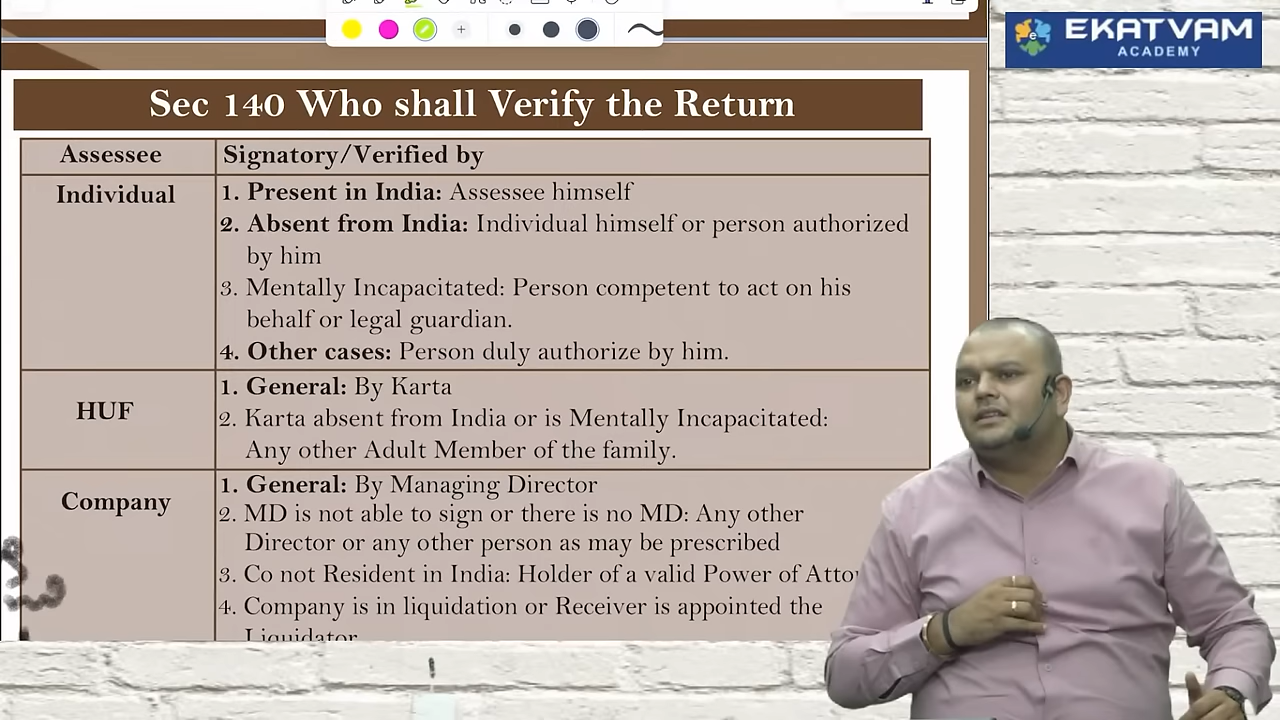 EKATVAM
ACADEMY
Sec 140 Who shall Verify the Return
Assessee
Signatory/Verified by
Individual
1. Present in India: Assessee himself
2. Absent from India: Individual himself or person authorized
by him
3. Mentally Incapacitated: Person competent to act on his
behalf or legal guardian.
4. Other cases: Person duly authorize by him.
HUF
1. General: By Karta
2. Karta absent from India or is Mentally Incapacitated:
Any other Adult Member of the family.
Company
1. General: By Managing Director
2. MD is not able to sign or there is no MD: Any other
Director or any other person as may be prescribed
3. Co not Resident in India: Holder of a valid Power of Atto
4. Company is in liquidation or Receiver is appointed the
Liquidator